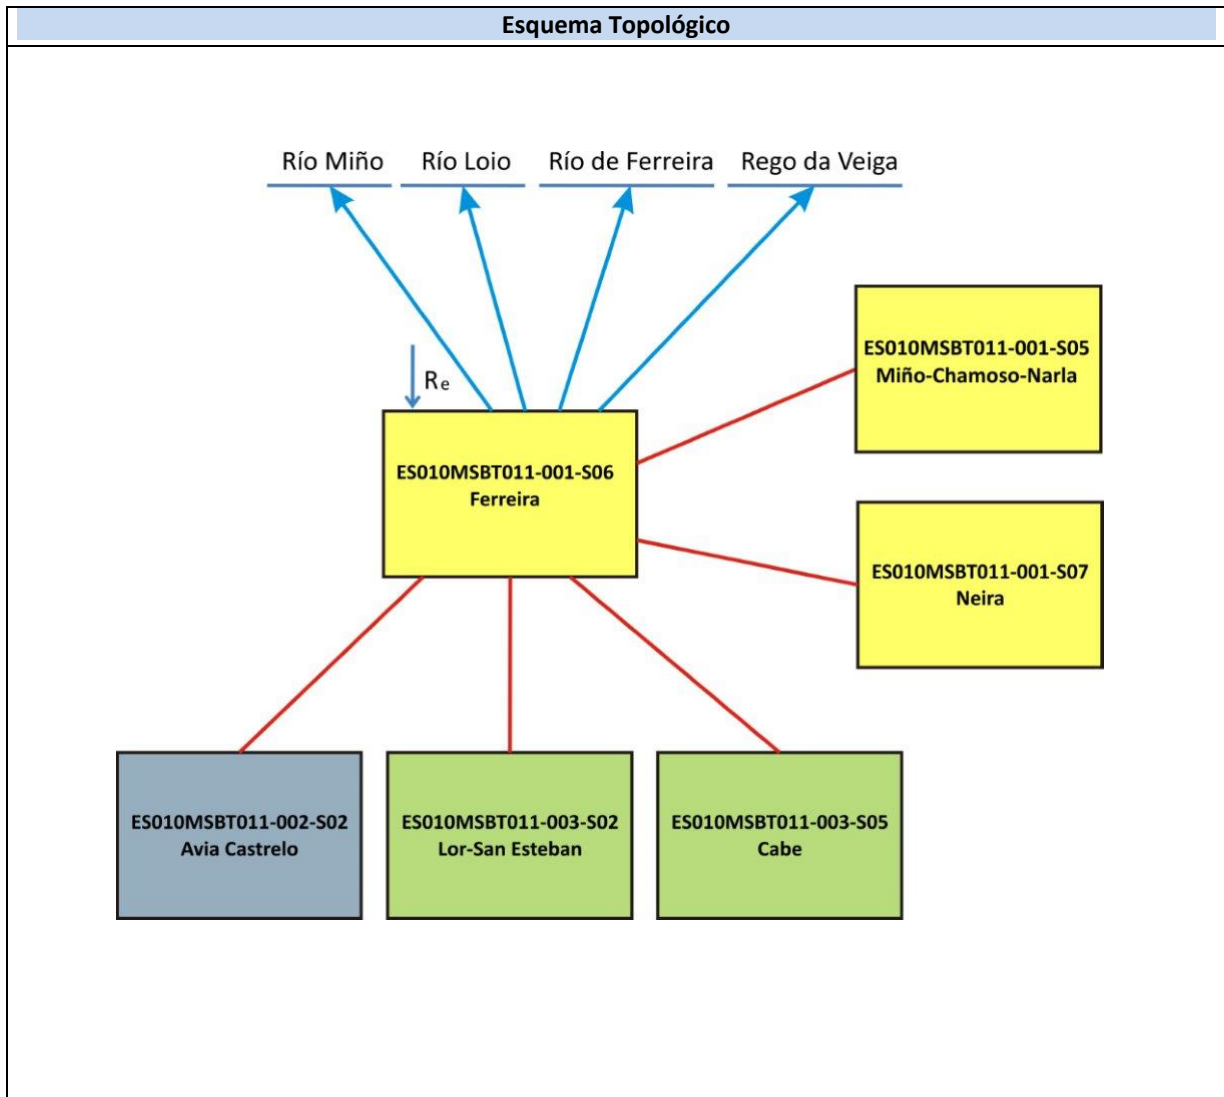 Esquema Topológico
Río Miño
Río Loio
Río de Ferreira
Rego da Veiga
Re
ES010MSBT011-001-S05
Miño-Chamoso-Narla
ES010MSBT011-001-S06
Ferreira
ES010MSBT011-001-S07
Neira
ES010MSBT011-002-S02
Avia Castrelo
ES010MSBT011-003-S02
Lor-San Esteban
ES010MSBT011-003-S05
Cabe